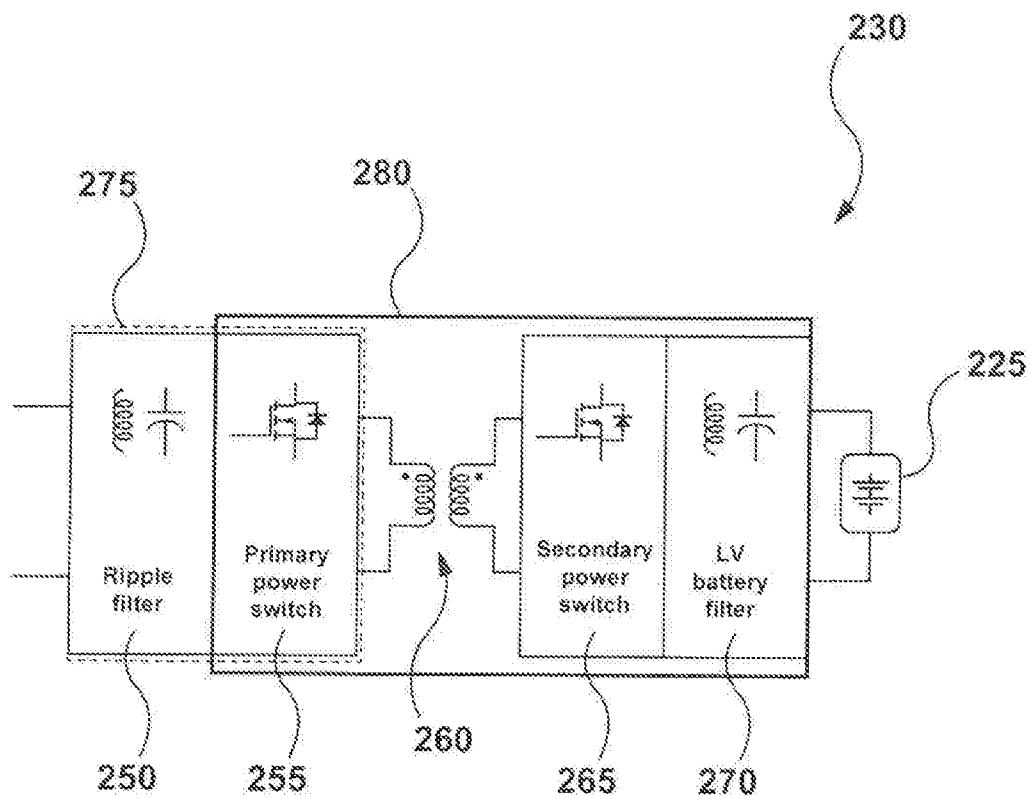 230
275
280
225
Ripple
filter
Primary
power
switch
Secondary
power
switch
LV
battery
filter
250
255
260
265
270